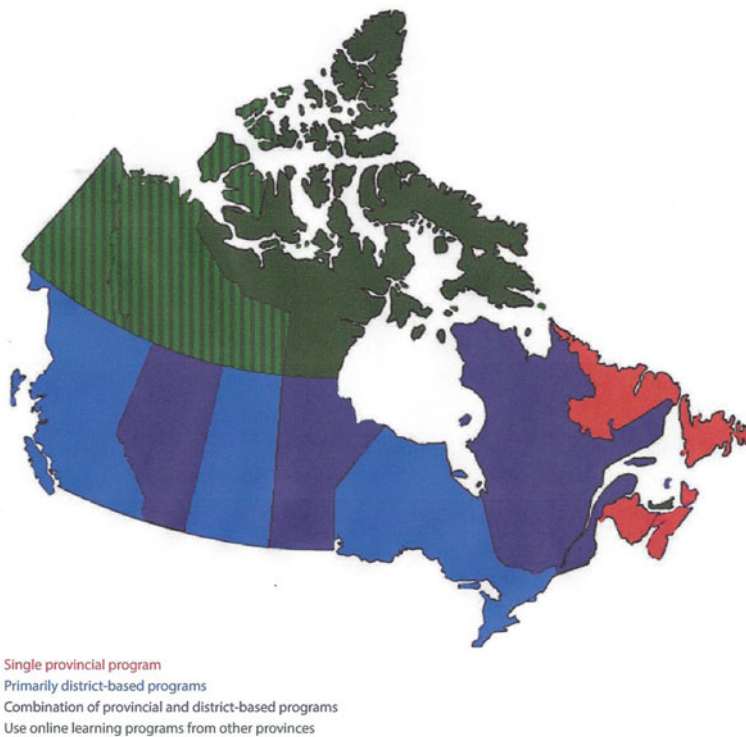 Single provincial program
Primarily district-based programs
Combination of provincial and district-based programs
Use online learning programs from other provinces